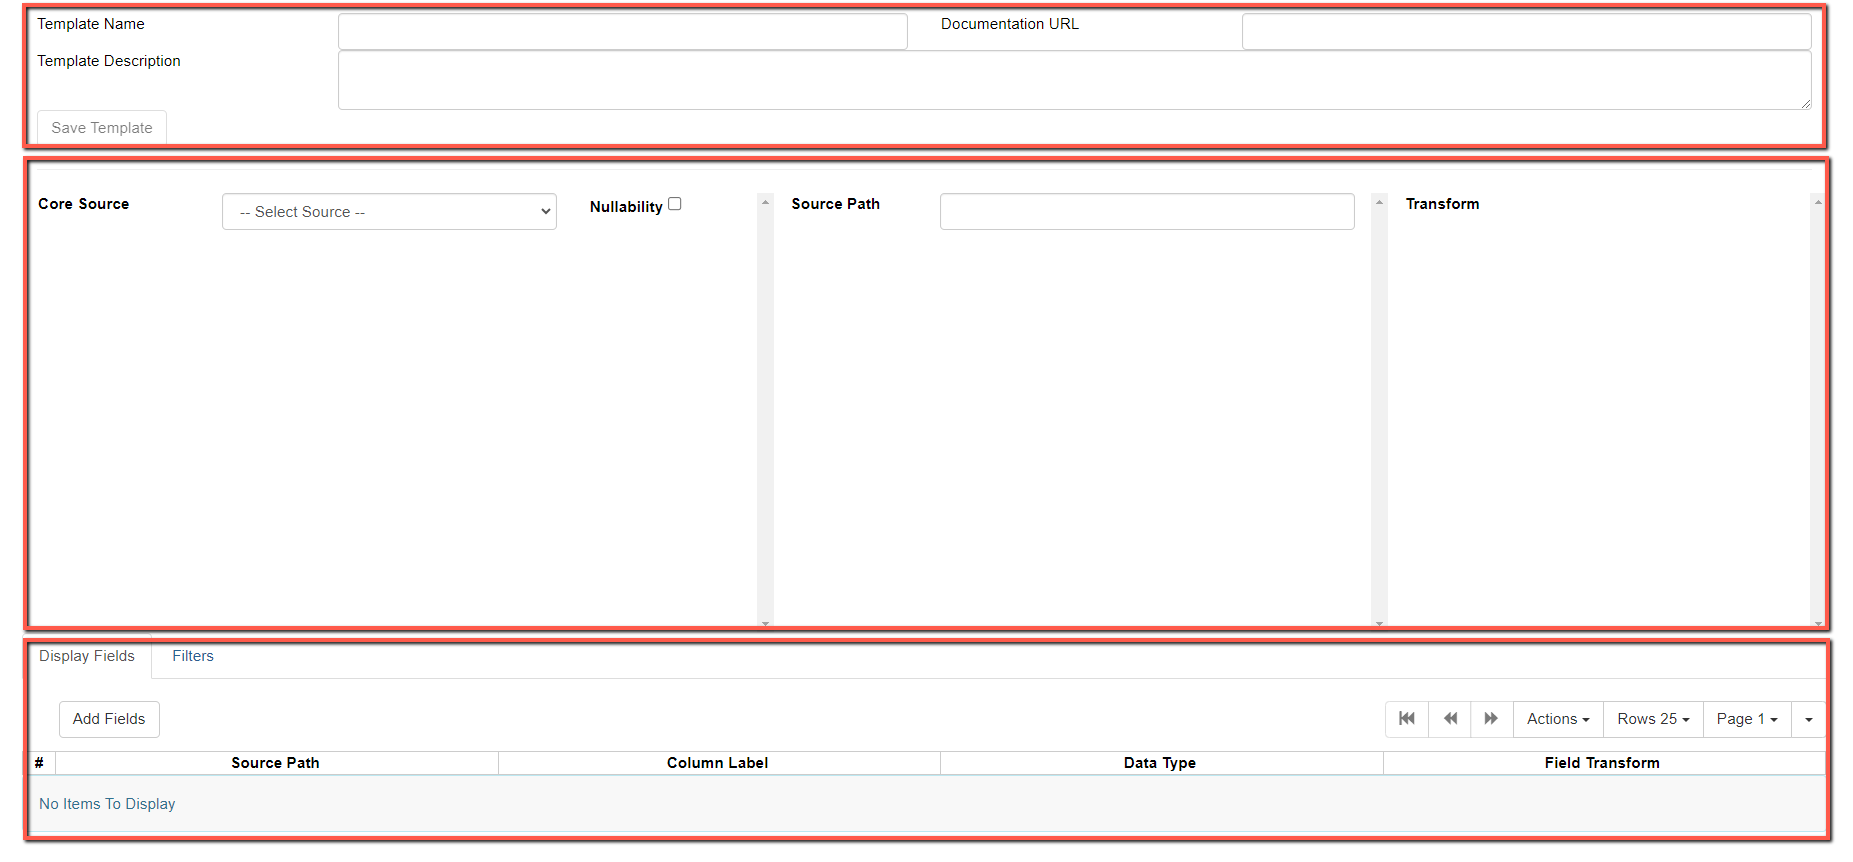 Template Name
Documentation URL
Template Description
Save Template
Core Source
-- Select Source --
Nullability
Source Path
Transform
Display Fields
Filters
Add Fields
Actions
Rows 25
Page 1
# Source Path Column Label Data Type Field Transform
No Items To Display